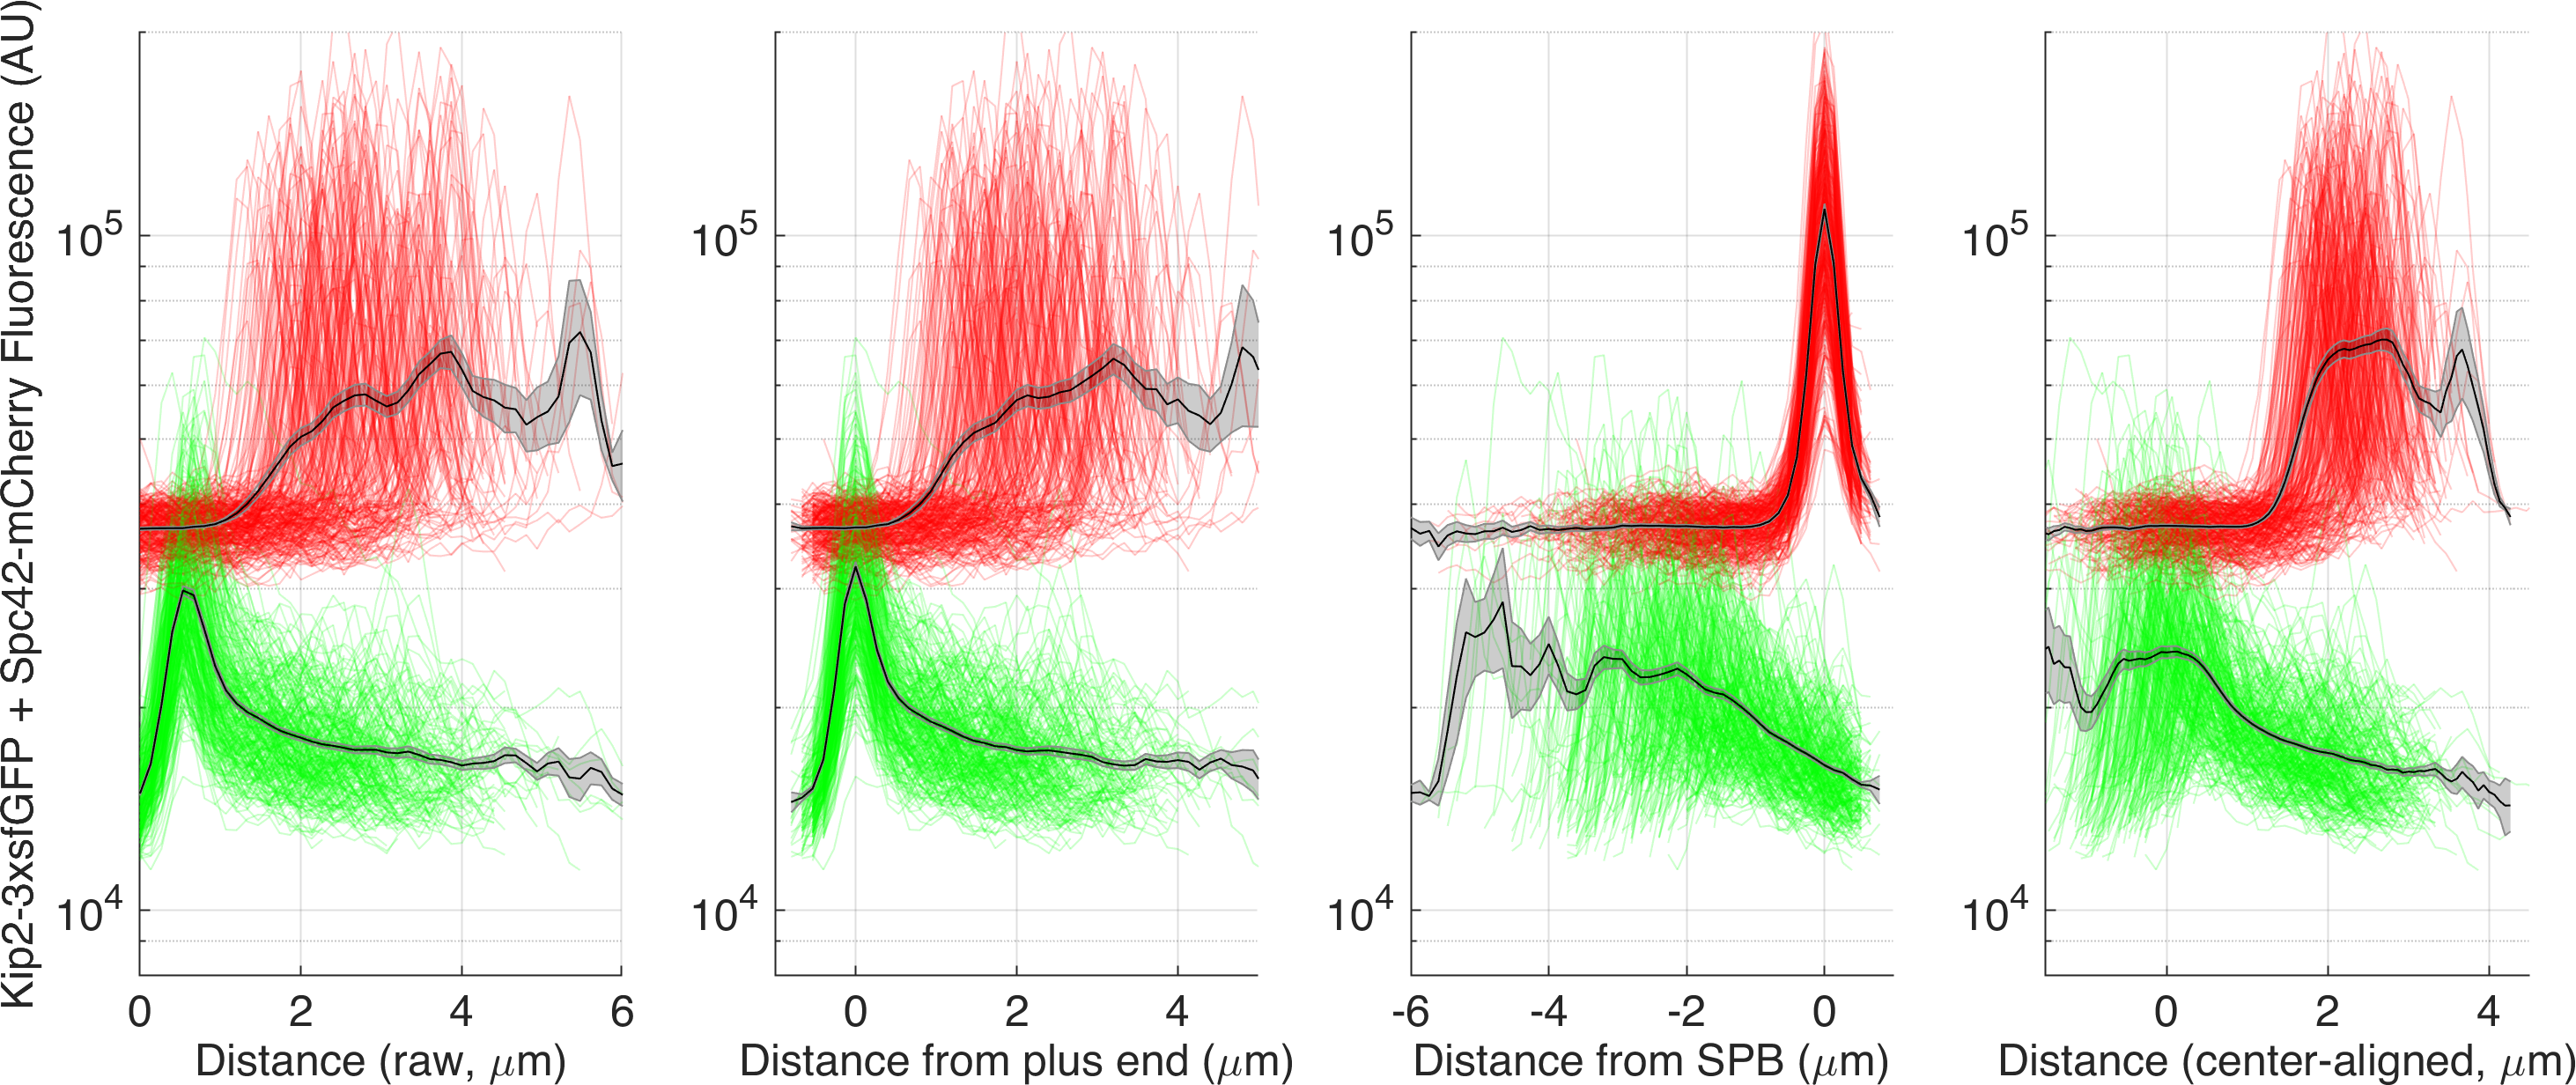 Kip2-3xsfGFP + Spc42-mCherry Fluorescence (AU)
10^5
10^4
0 2 4 6
Distance (raw, μm)
10^5
10^4
0 2 4
Distance from plus end (μm)
10^5
10^4
-6 -4 -2 0
Distance from SPB (μm)
10^5
10^4
0 2 4
Distance (center-aligned, μm)